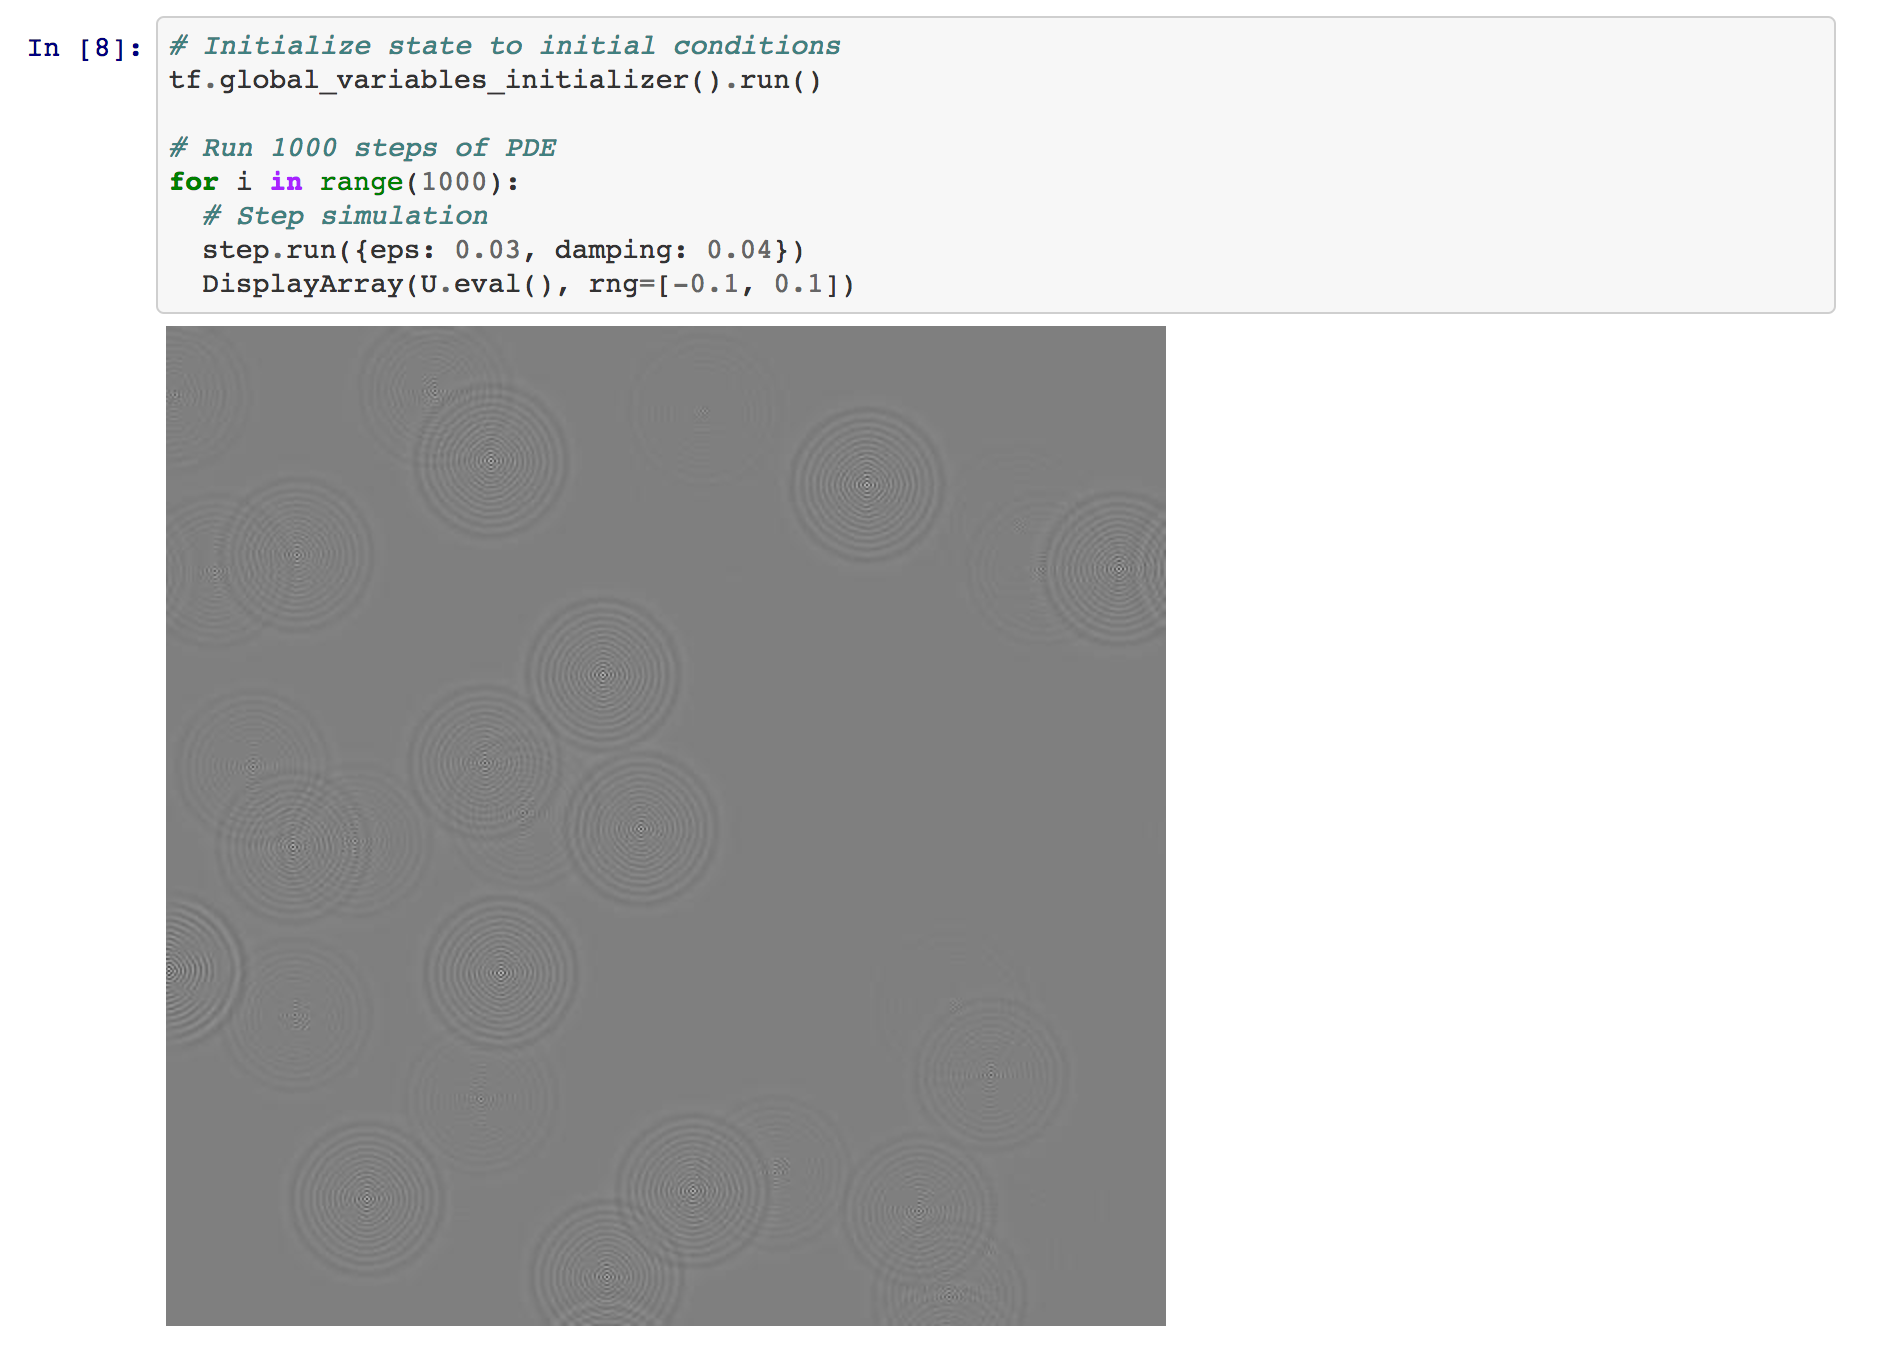 In [8]:
# Initialize state to initial conditions
tf.global_variables_initializer().run()
# Run 1000 steps of PDE
for i in range(1000):
  # Step simulation
  step.run({eps: 0.03, damping: 0.04})
  DisplayArray(U.eval(), rng=[-0.1, 0.1])